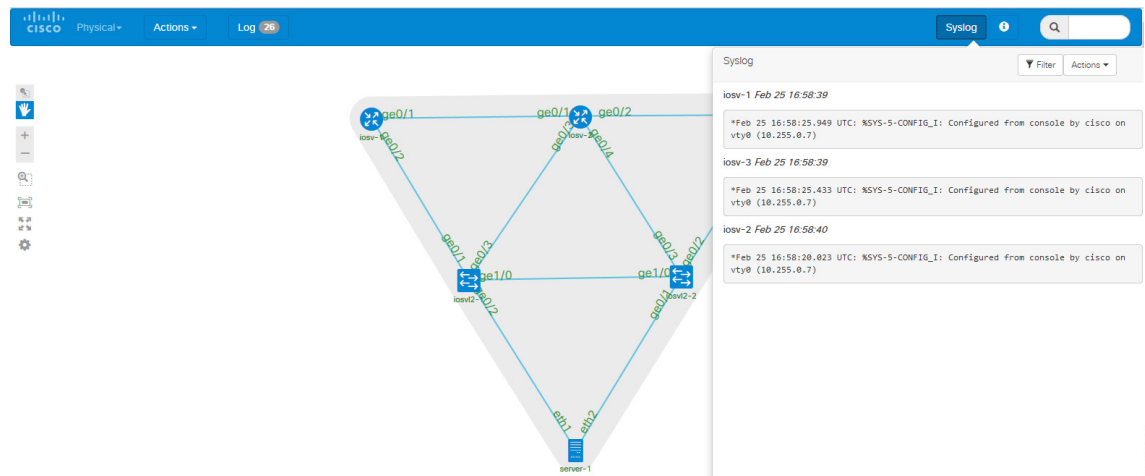 CISCO
Physical
Actions
Log 26
Syslog
Syslog
Filter
Actions
iosv-1 Feb 25 16:58:39
*Feb 25 16:58:25.949 UTC: %SYS-5-CONFIG_I: Configured from console by cisco on
vty0 (10.255.0.7)
iosv-3 Feb 25 16:58:39
*Feb 25 16:58:25.433 UTC: %SYS-5-CONFIG_I: Configured from console by cisco on
vty0 (10.255.0.7)
iosv-2 Feb 25 16:58:40
*Feb 25 16:58:20.023 UTC: %SYS-5-CONFIG_I: Configured from console by cisco on
vty0 (10.255.0.7)
ge0/1
ge0/2
ge0/1
ge0/2
ge0/3
ge0/4
ge0/1
ge0/3
ge1/0
ge0/2
iosvl2-1
ge0/3
ge0/2
ge1/0
ge0/1
iosvl2-2
eth1
eth2
server-1